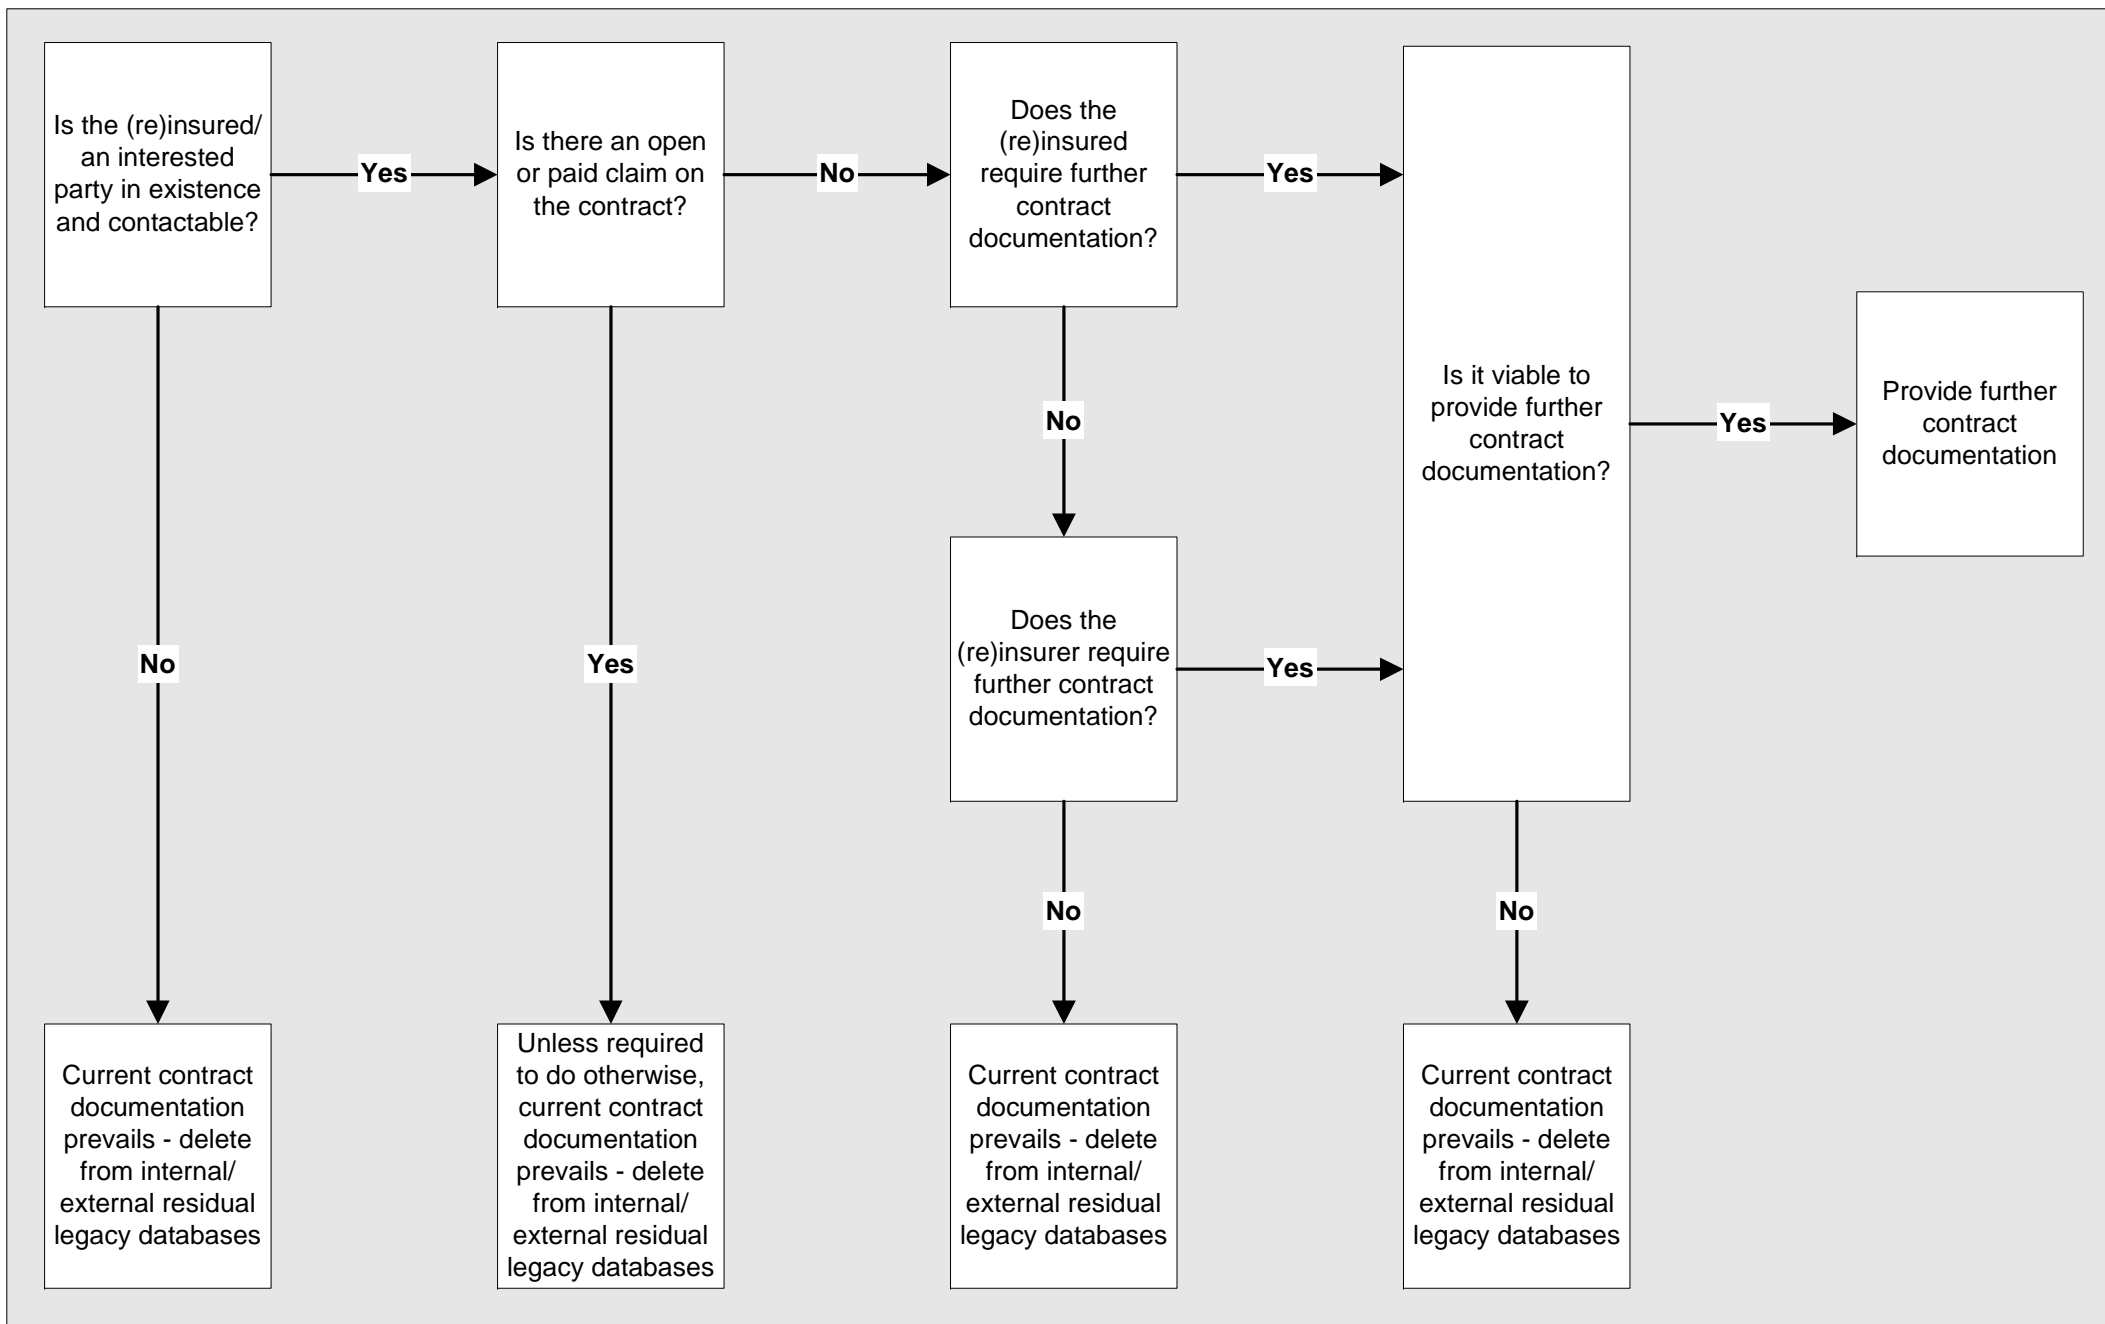 Is the (re)insured/
an interested
party in existence
and contactable?
Yes
Is there an open
or paid claim on
the contract?
No
Does the
(re)insured
require further
contract
documentation?
Yes
Is it viable to
provide further
contract
documentation?
Yes
Provide further
contract
documentation
No
Does the
(re)insurer require
further contract
documentation?
Yes
No
Yes
No
No
Current contract
documentation
prevails - delete
from internal/
external residual
legacy databases
Unless required
to do otherwise,
current contract
documentation
prevails - delete
from internal/
external residual
legacy databases
Current contract
documentation
prevails - delete
from internal/
external residual
legacy databases
Current contract
documentation
prevails - delete
from internal/
external residual
legacy databases